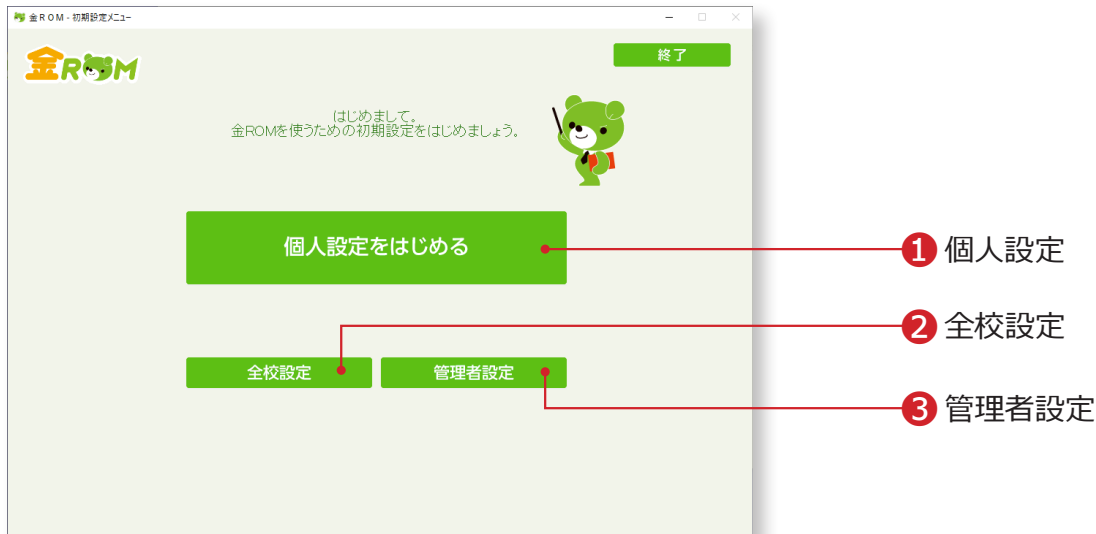 金ROM - 初期設定メニュー
金ROM
終了
はじめまして。
金ROMを使うための初期設定をはじめましょう。
個人設定をはじめる
1 個人設定
2 全校設定
全校設定
管理者設定
3 管理者設定